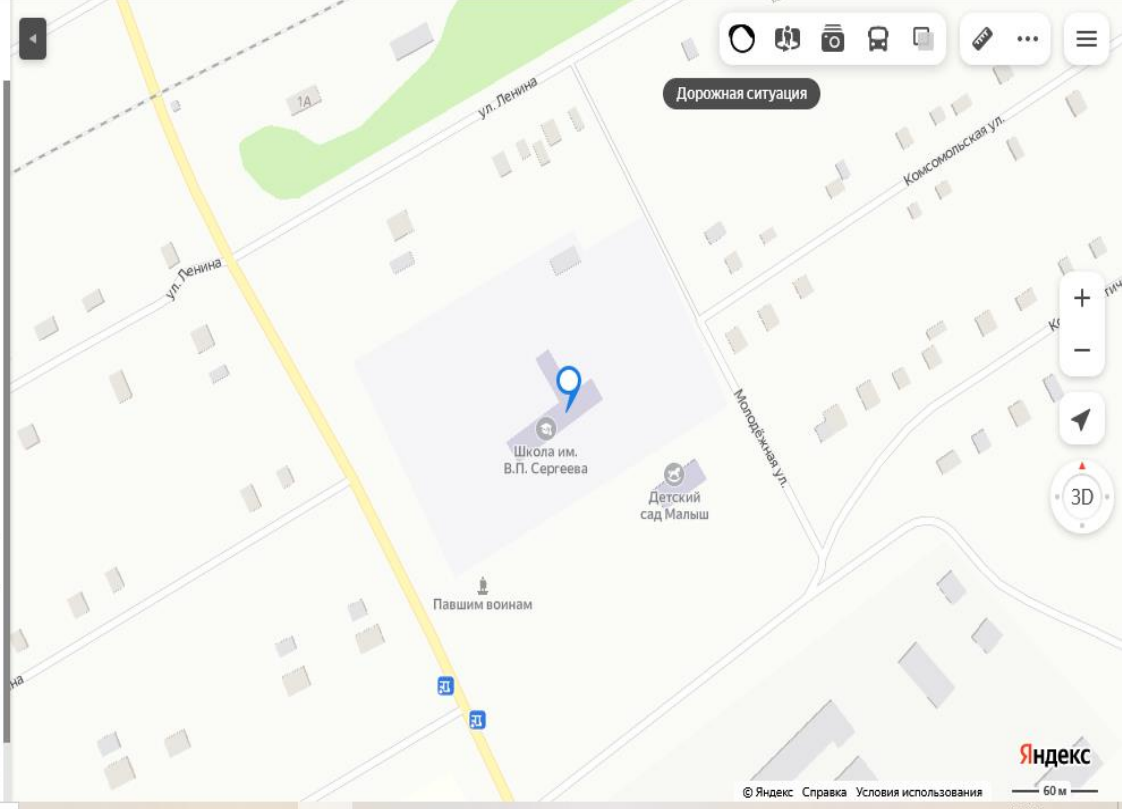 Дорожная ситуация
1А
ул. Ленина
Комсомольская ул.
ул. Ленина
Молодёжная ул.
Школа им.
В.П. Сергеева
Детский
сад Малыш
Павшим воинам
3D
Яндекс
© Яндекс Справка Условия использования
60 м